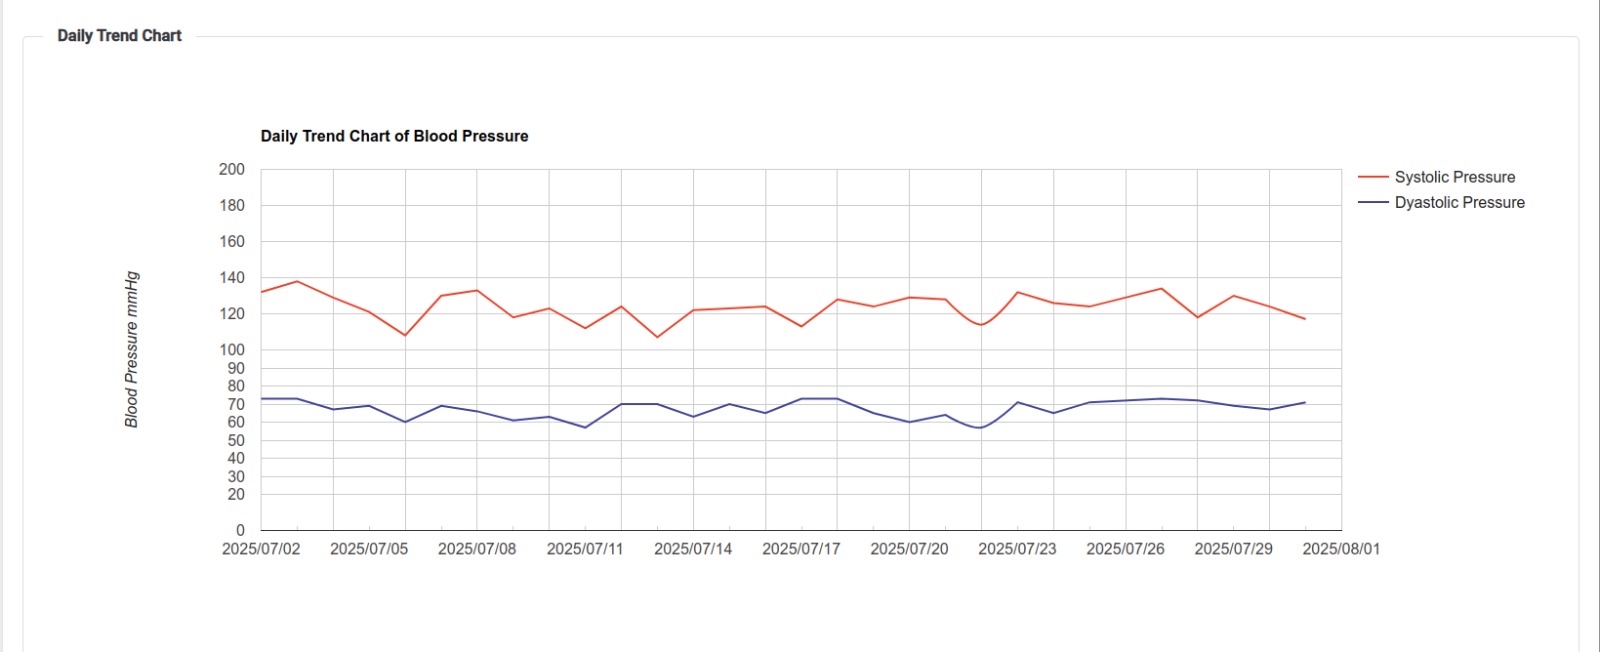 Daily Trend Chart
Daily Trend Chart of Blood Pressure
200
180
160
140
120
100
90
80
70
60
50
40
30
20
0
Blood Pressure mmHg
2025/07/02 2025/07/05 2025/07/08 2025/07/11 2025/07/14 2025/07/17 2025/07/20 2025/07/23 2025/07/26 2025/07/29 2025/08/01
Systolic Pressure
Dyastolic Pressure